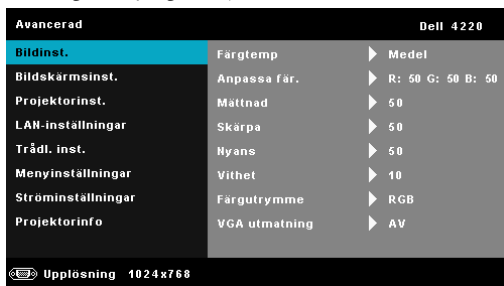 Avancerad Dell 4220
Bildinst. Färgtemp Medel
Bildskärmsinst. Anpassa fär. R: 50 G: 50 B: 50
Projektorinst. Mättnad 50
LAN-inställningar Skärpa 50
Trådl. inst. Nyans 50
Menyinställningar Vithet 10
Ströminställningar Färgutrymme RGB
Projektorinfo VGA utmatning AV
Upplösning 1024x768